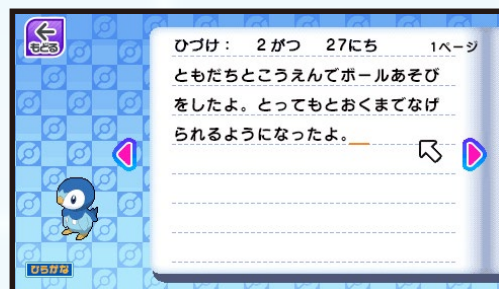 もどる
ひづけ： 2がつ 27にち 1ページ
ともだちとこうえんでボールあそび
をしたよ。とってもとおくまでなげ
られるようになったよ。
ひらがな